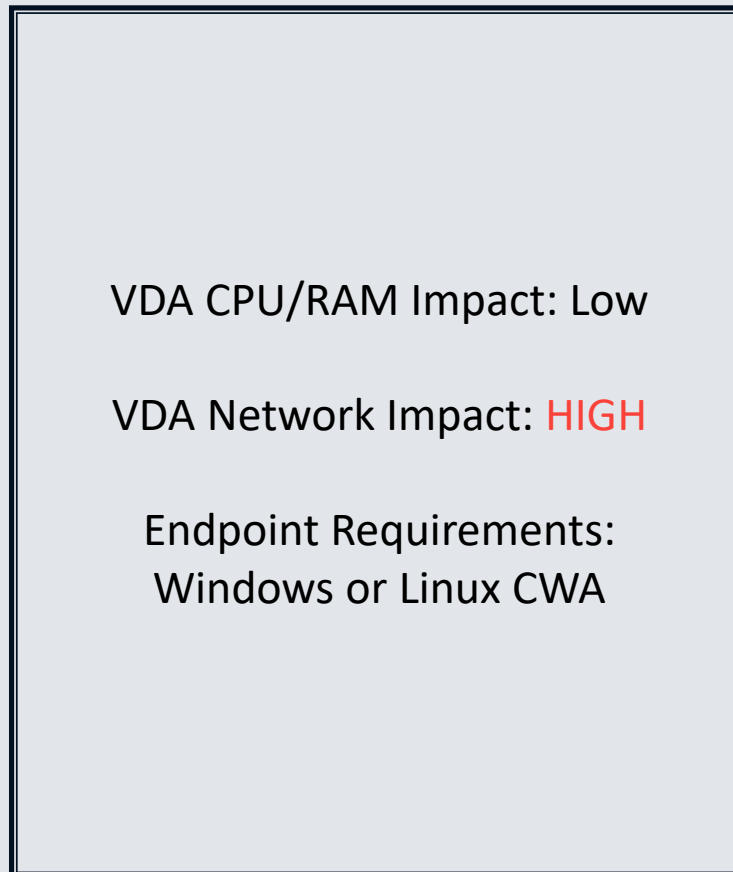 VDA CPU/RAM Impact: Low
VDA Network Impact: HIGH
Endpoint Requirements:
Windows or Linux CWA